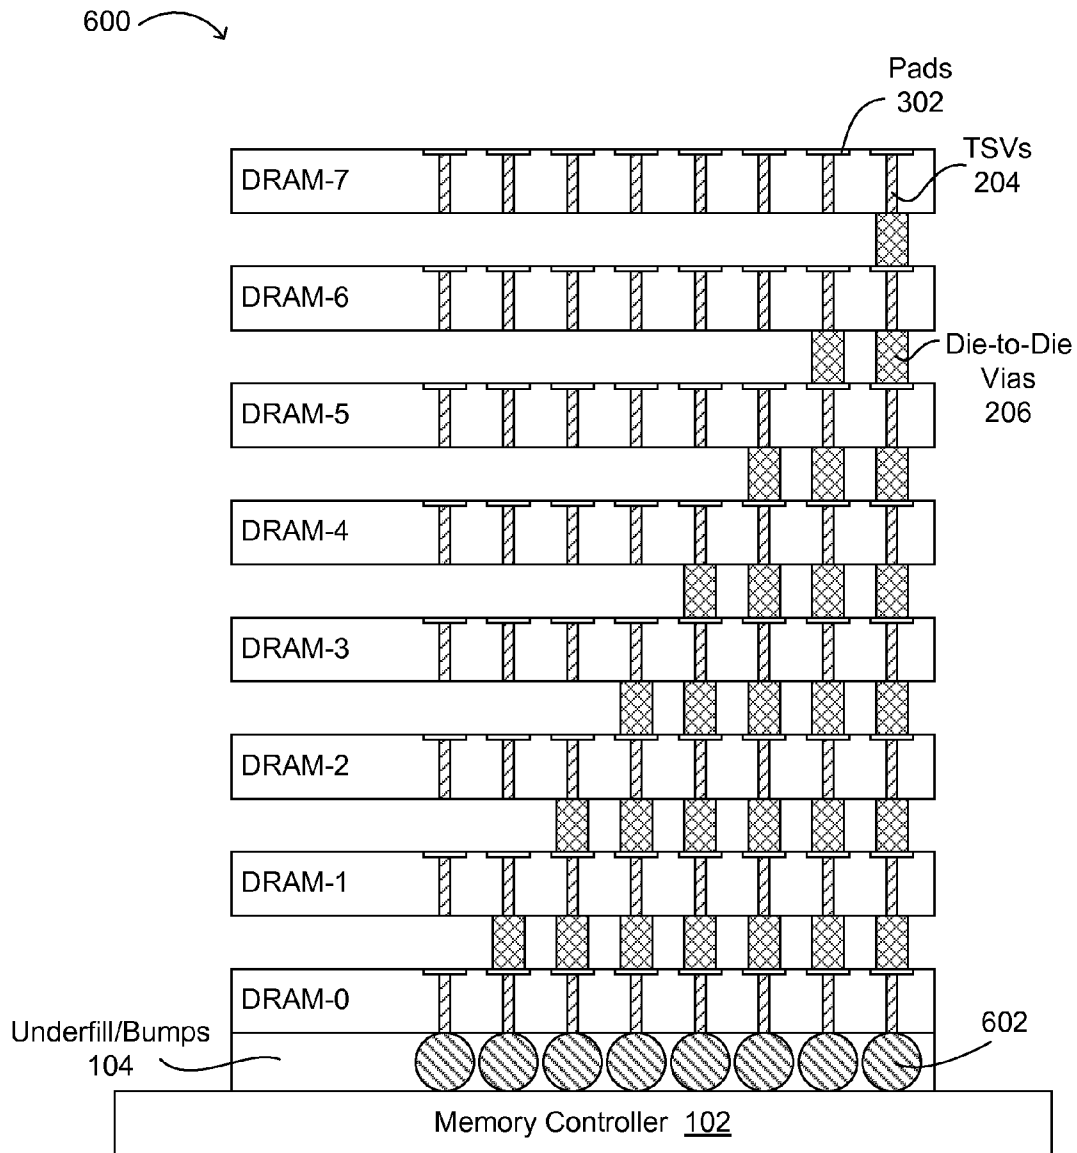 600
Pads
302
TSVs
204
DRAM-7
DRAM-6
Die-to-Die
Vias
206
DRAM-5
DRAM-4
DRAM-3
DRAM-2
DRAM-1
DRAM-0
Underfill/Bumps
104
602
Memory Controller 102